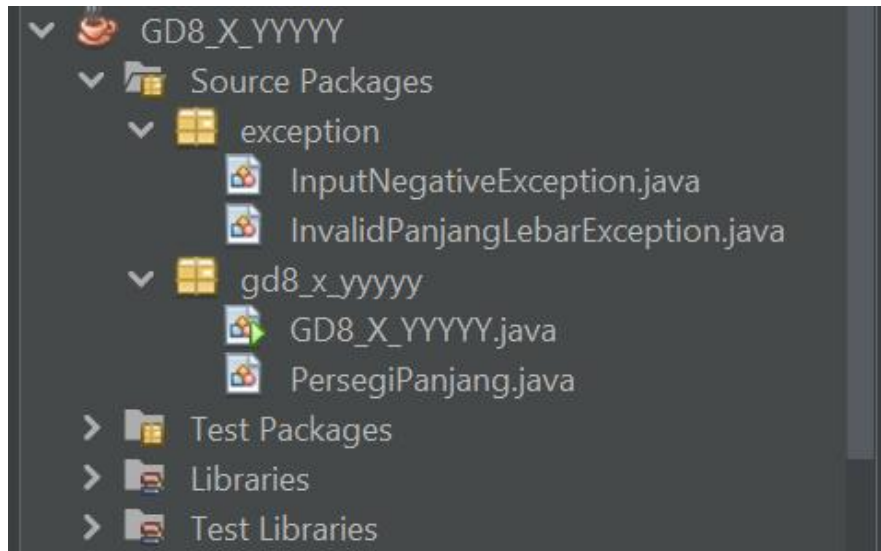 GD8_X_YYYYY
Source Packages
exception
InputNegativeException.java
InvalidPanjangLebarException.java
gd8_x_yyyyy
GD8_X_YYYYY.java
PersegiPanjang.java
Test Packages
Libraries
Test Libraries